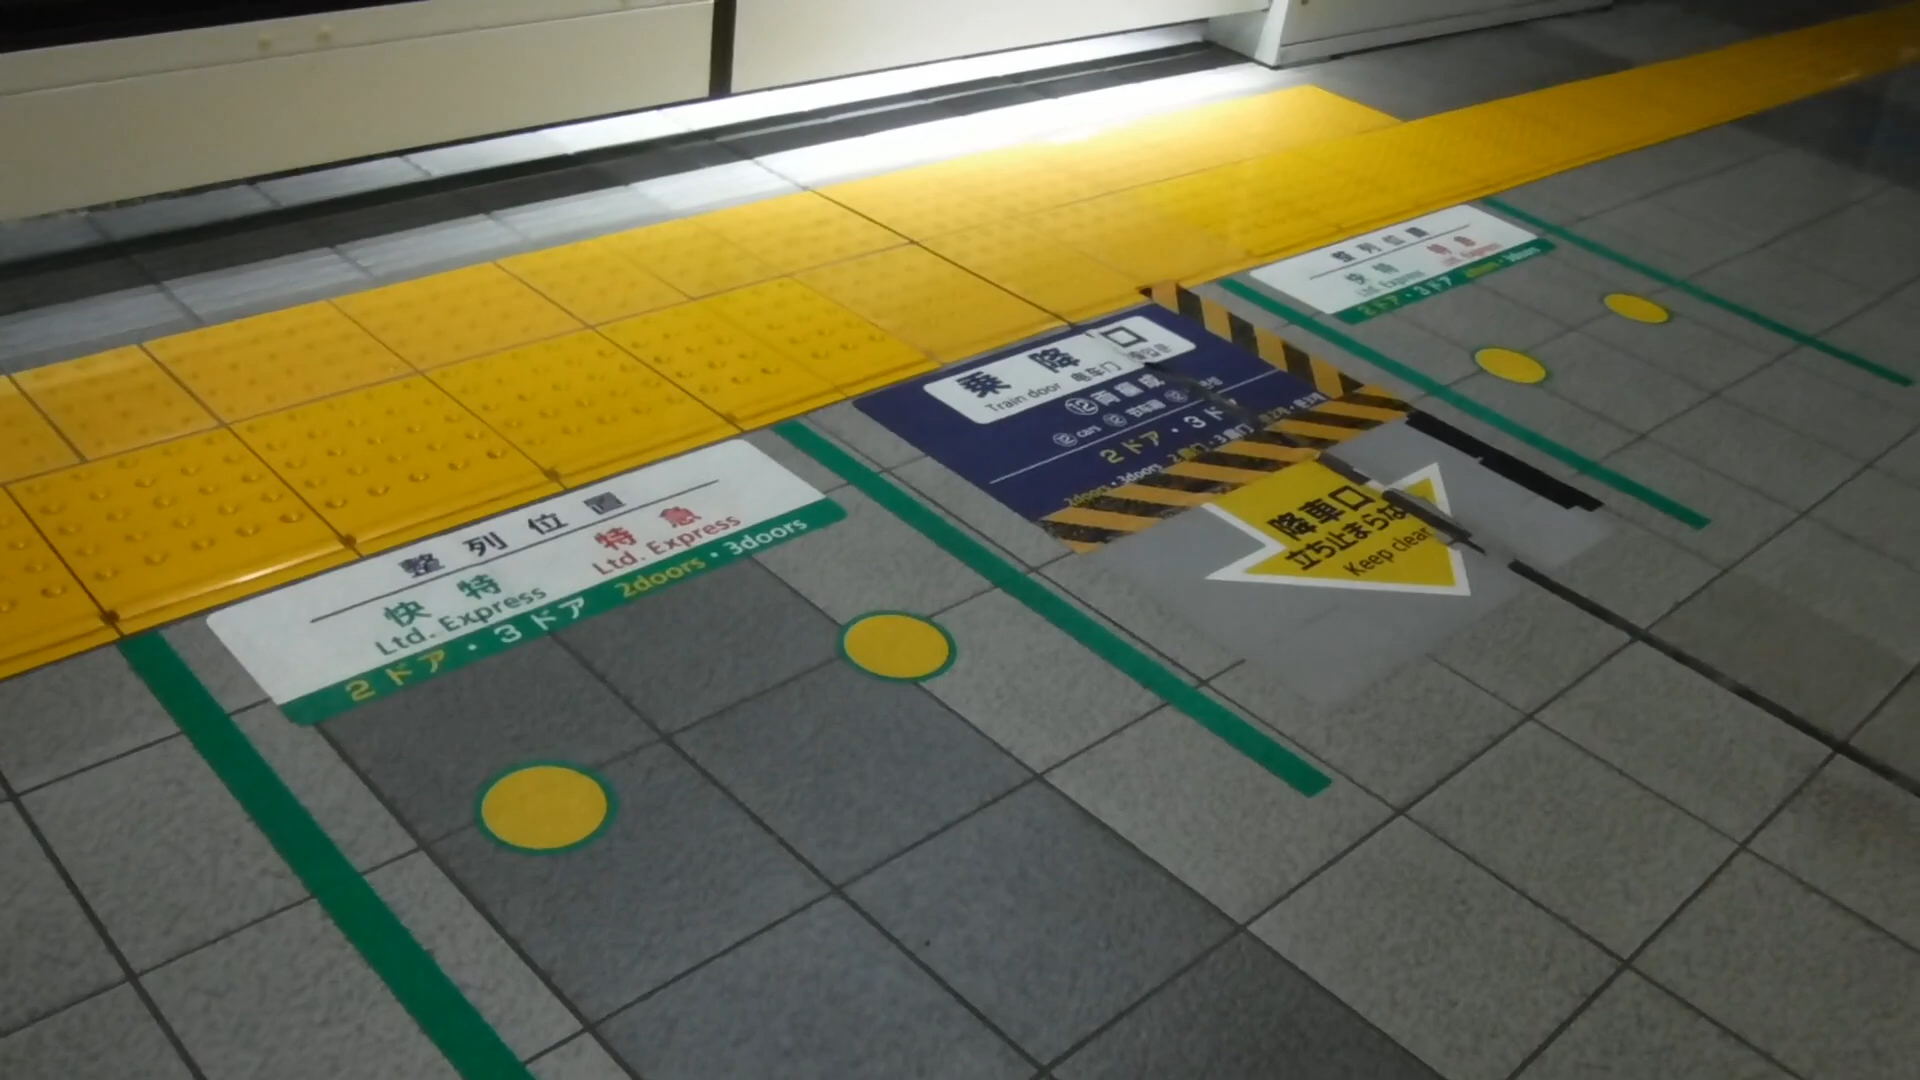 整列位置
快特 特急
Ltd. Express Ltd. Express
2ドア・3ドア 2doors・3doors
乗降口
Train door 电车门
⑫両編成
⑫ cars
2ドア・3ドア
2doors・3doors
降車口
立ち止まらな
Keep clear
整列位置
快特 特急
Ltd. Express
2ドア・3ドア